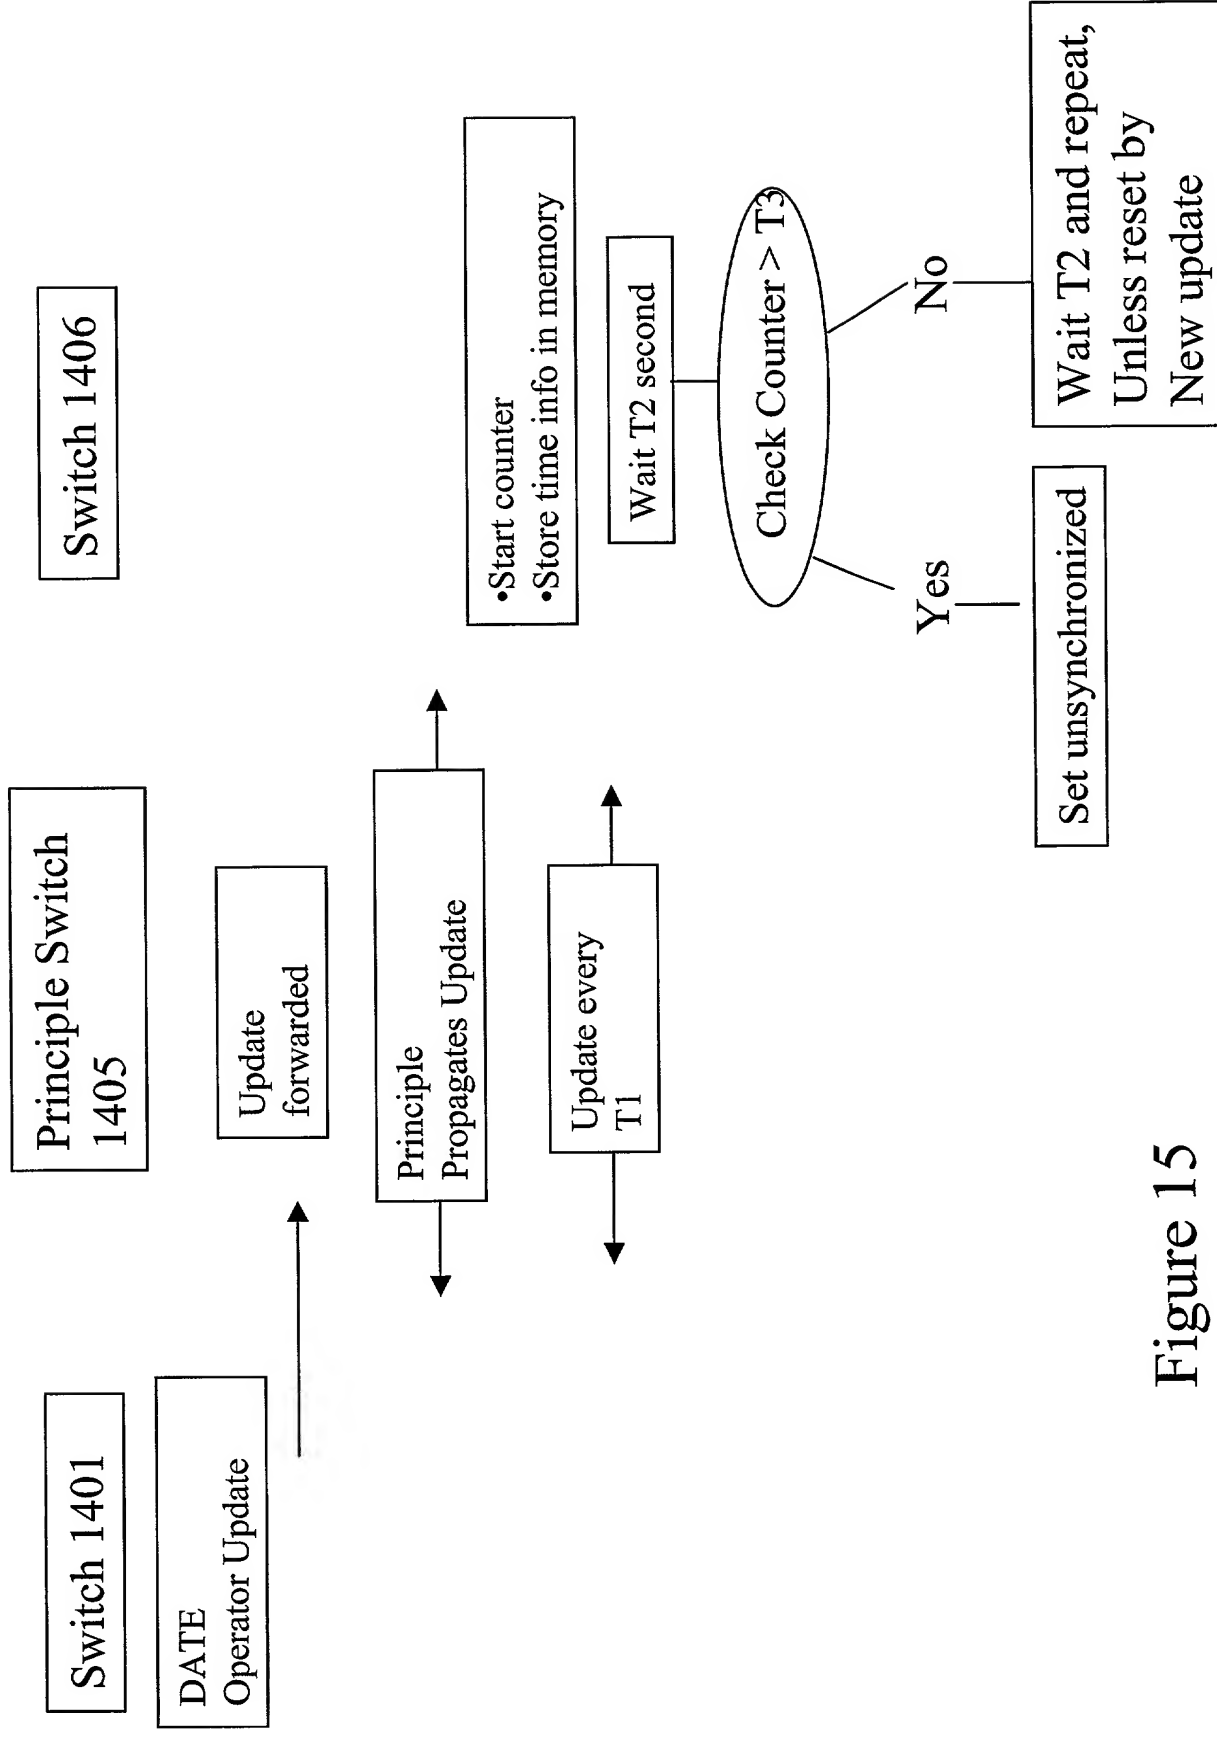 Switch 1401
Principle Switch
1405
Switch 1406
DATE
Operator Update
Update
forwarded
Principle
Propagates Update
Update every
T1
•Start counter
•Store time info in memory
Wait T2 second
Check Counter > T3
Yes
No
Set unsynchronized
Wait T2 and repeat,
Unless reset by
New update
Figure 15